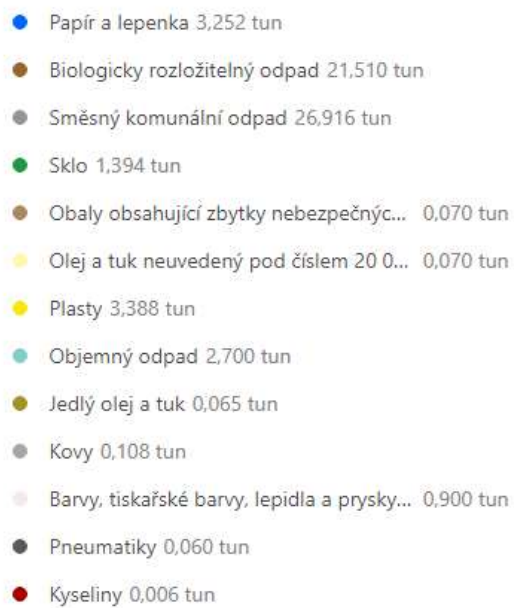 Papír a lepenka 3,252 tun
Biologicky rozložitelný odpad 21,510 tun
Směsný komunální odpad 26,916 tun
Sklo 1,394 tun
Obaly obsahující zbytky nebezpečnýc... 0,070 tun
Olej a tuk neuvedený pod číslem 20 0... 0,070 tun
Plasty 3,388 tun
Objemný odpad 2,700 tun
Jedlý olej a tuk 0,065 tun
Kovy 0,108 tun
Barvy, tiskařské barvy, lepidla a prysky... 0,900 tun
Pneumatiky 0,060 tun
Kyseliny 0,006 tun